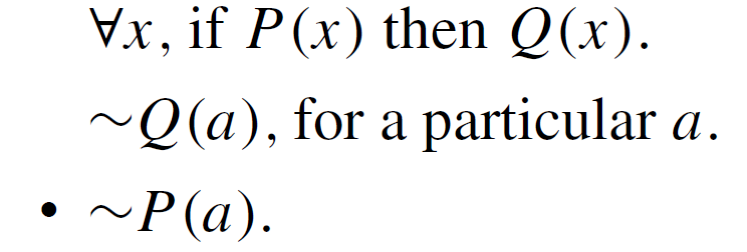 ∀x, if P(x) then Q(x).
~Q(a), for a particular a.
• ~P(a).